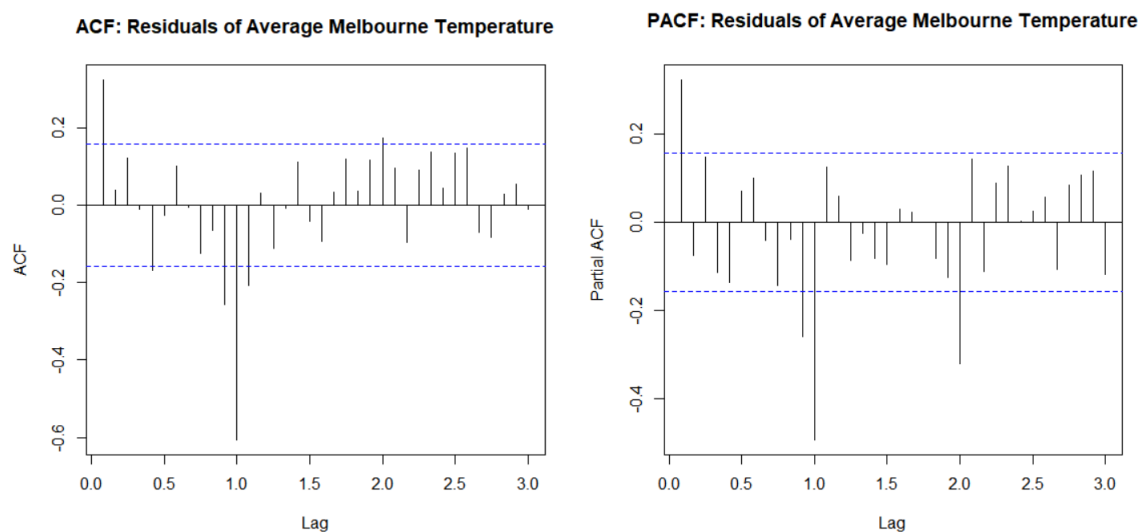 ACF: Residuals of Average Melbourne Temperature
ACF
0.2
0.0
-0.2
-0.4
-0.6
0.0 0.5 1.0 1.5 2.0 2.5 3.0
Lag
PACF: Residuals of Average Melbourne Temperature
Partial ACF
0.2
0.0
-0.2
-0.4
0.0 0.5 1.0 1.5 2.0 2.5 3.0
Lag